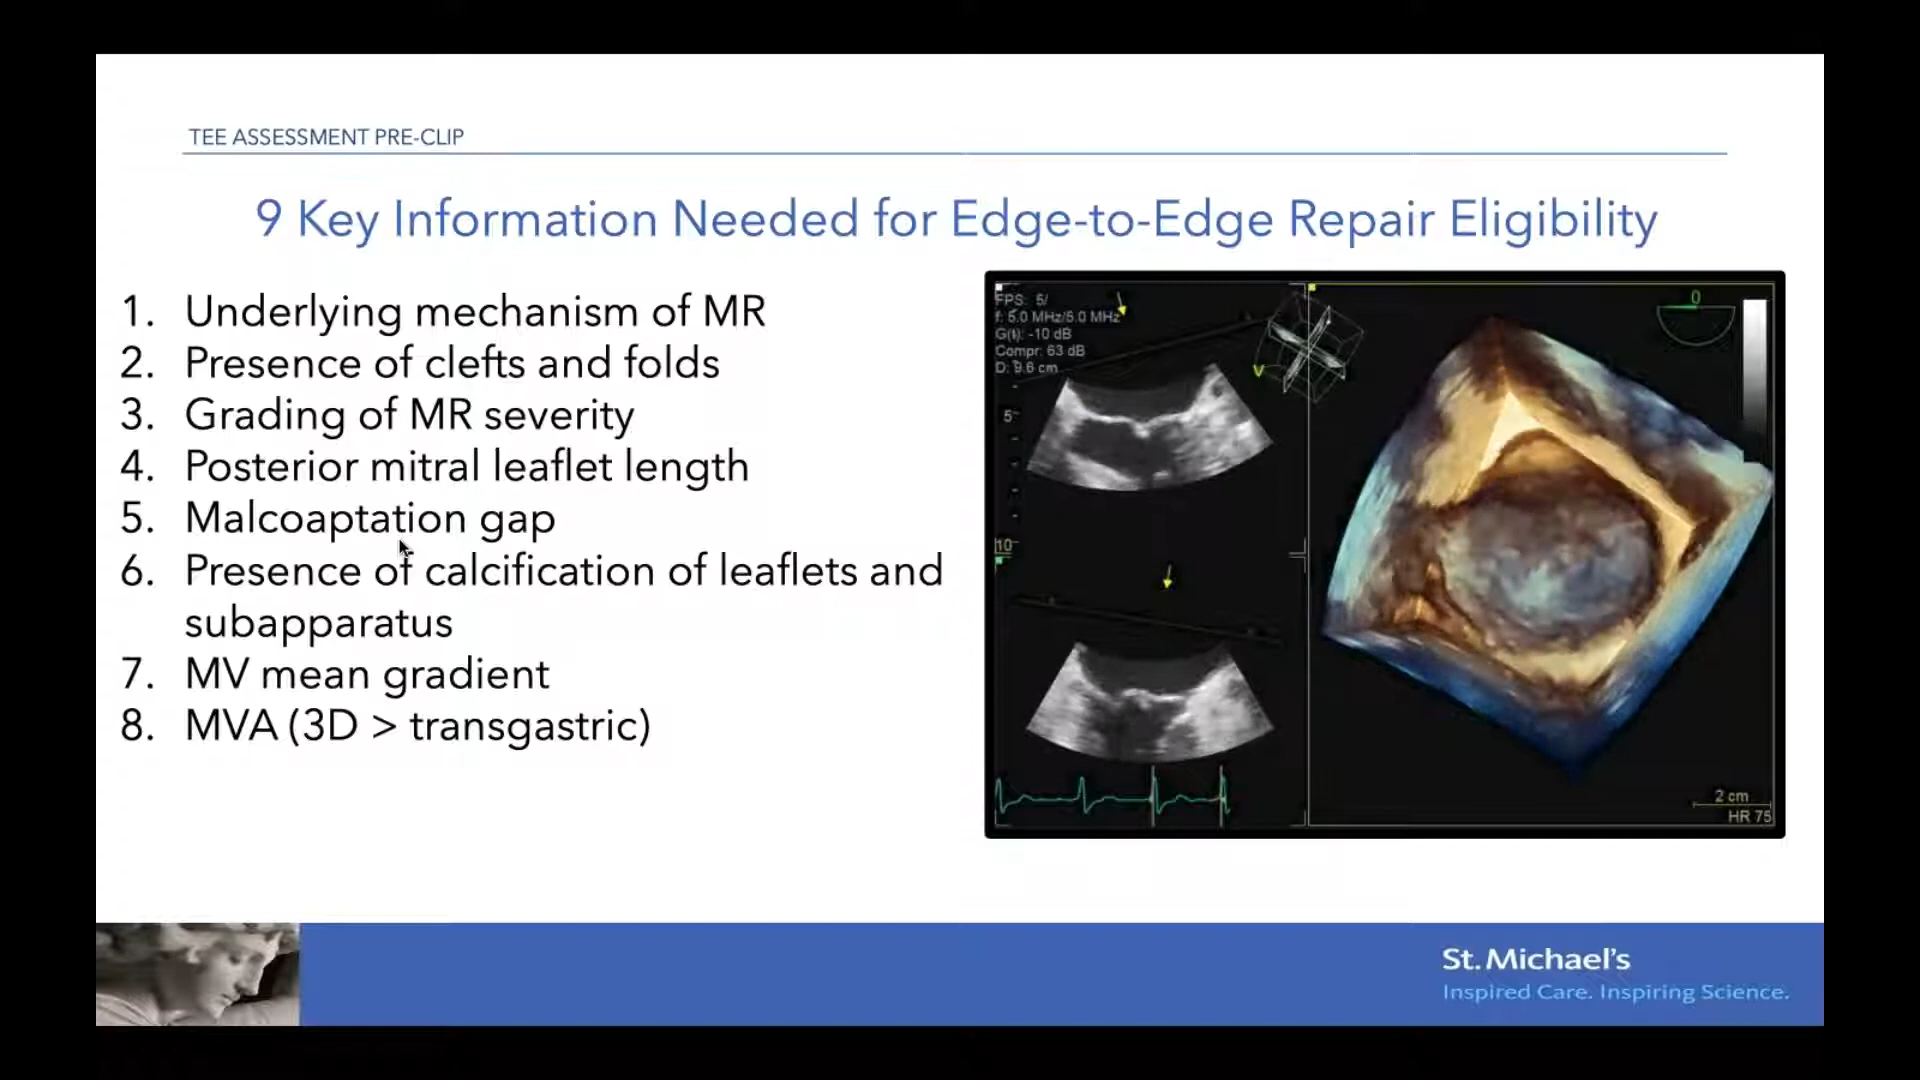 TEE ASSESSMENT PRE-CLIP
9 Key Information Needed for Edge-to-Edge Repair Eligibility
1. Underlying mechanism of MR
2. Presence of clefts and folds
3. Grading of MR severity
4. Posterior mitral leaflet length
5. Malcoaptation gap
6. Presence of calcification of leaflets and
subapparatus
7. MV mean gradient
8. MVA (3D > transgastric)
FPS: 5/
f: 5.0 MHz/5.0 MHz
G(t): -10 dB
Compr: 63 dB
D: 9.6 cm
5
10
V
0
2 cm
HR 75
St. Michael's
Inspired Care. Inspiring Science.